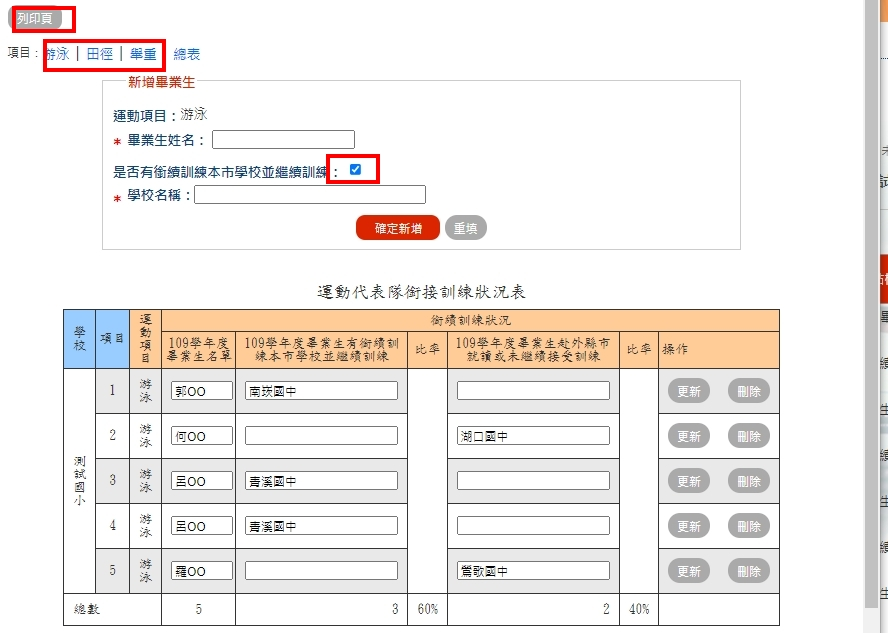 列印頁
項目：游泳 | 田徑 | 舉重 總表
新增畢業生
運動項目：游泳
* 畢業生姓名：
是否有銜續訓練本市學校並繼續訓練：
* 學校名稱：
確定新增 重填
運動代表隊銜接訓練狀況表
學校 項目 運動項目 銜續訓練狀況
109學年度畢業生名單 109學年度畢業生有銜續訓練本市學校並繼續訓練 比率 109學年度畢業生赴外縣市就讀或未繼續接受訓練 比率 操作
測試國小
1 游泳 郭OO 南崁國中 更新 刪除
2 游泳 何OO 湖口國中 更新 刪除
3 游泳 呂OO 青溪國中 更新 刪除
4 游泳 呂OO 青溪國中 更新 刪除
5 游泳 羅OO 鶯歌國中 更新 刪除
總數 5 3 60% 2 40%